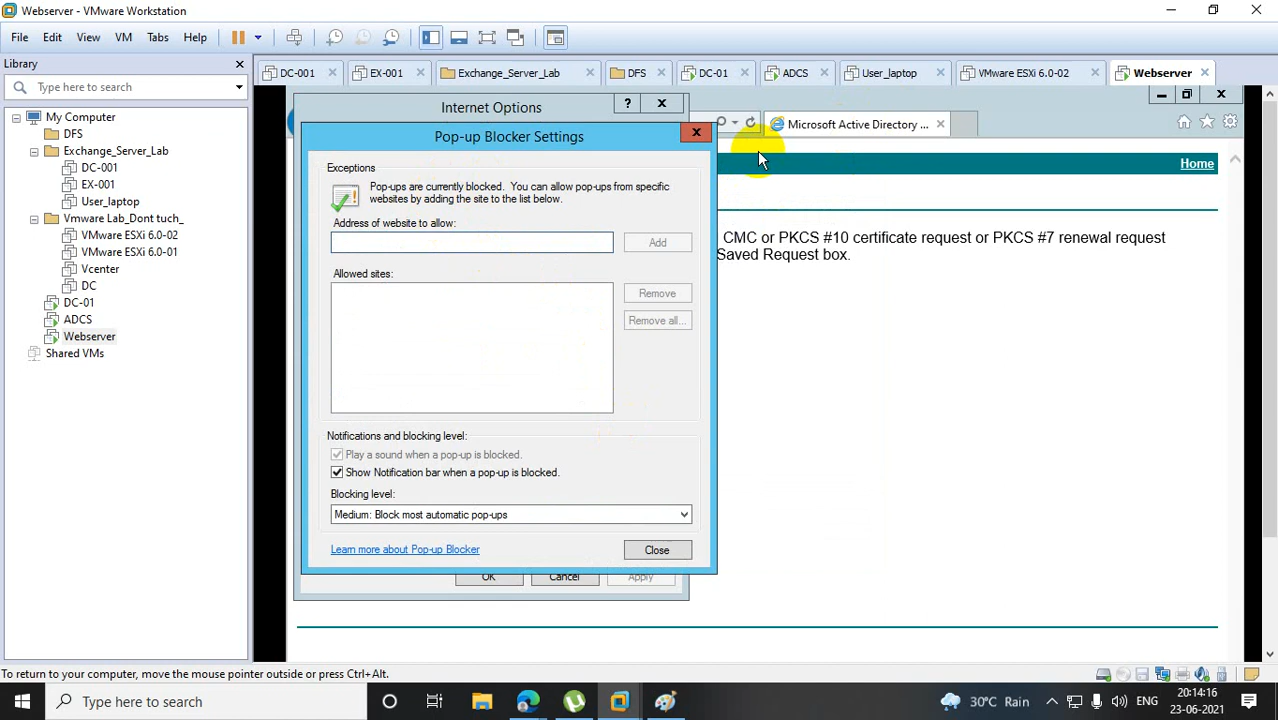 Webserver - VMware Workstation
File Edit View VM Tabs Help
Library
Type here to search
My Computer
DFS
Exchange_Server_Lab
DC-001
EX-001
User_laptop
Vmware Lab_Dont tuch_
VMware ESXi 6.0-02
VMware ESXi 6.0-01
Vcenter
DC
DC-01
ADCS
Webserver
Shared VMs
DC-001 EX-001 Exchange_Server_Lab DFS DC-01 ADCS User_laptop VMware ESXi 6.0-02 Webserver
Internet Options
Microsoft Active Directory ...
Home
CMC or PKCS #10 certificate request or PKCS #7 renewal request
Saved Request box.
Pop-up Blocker Settings
Exceptions
Pop-ups are currently blocked. You can allow pop-ups from specific
websites by adding the site to the list below.
Address of website to allow:
Add
Allowed sites:
Remove
Remove all...
Notifications and blocking level:
Play a sound when a pop-up is blocked.
Show Notification bar when a pop-up is blocked.
Blocking level:
Medium: Block most automatic pop-ups
Learn more about Pop-up Blocker
Close
OK Cancel Apply
To return to your computer, move the mouse pointer outside or press Ctrl+Alt.
Type here to search
30°C Rain
ENG
20:14:16
23-06-2021